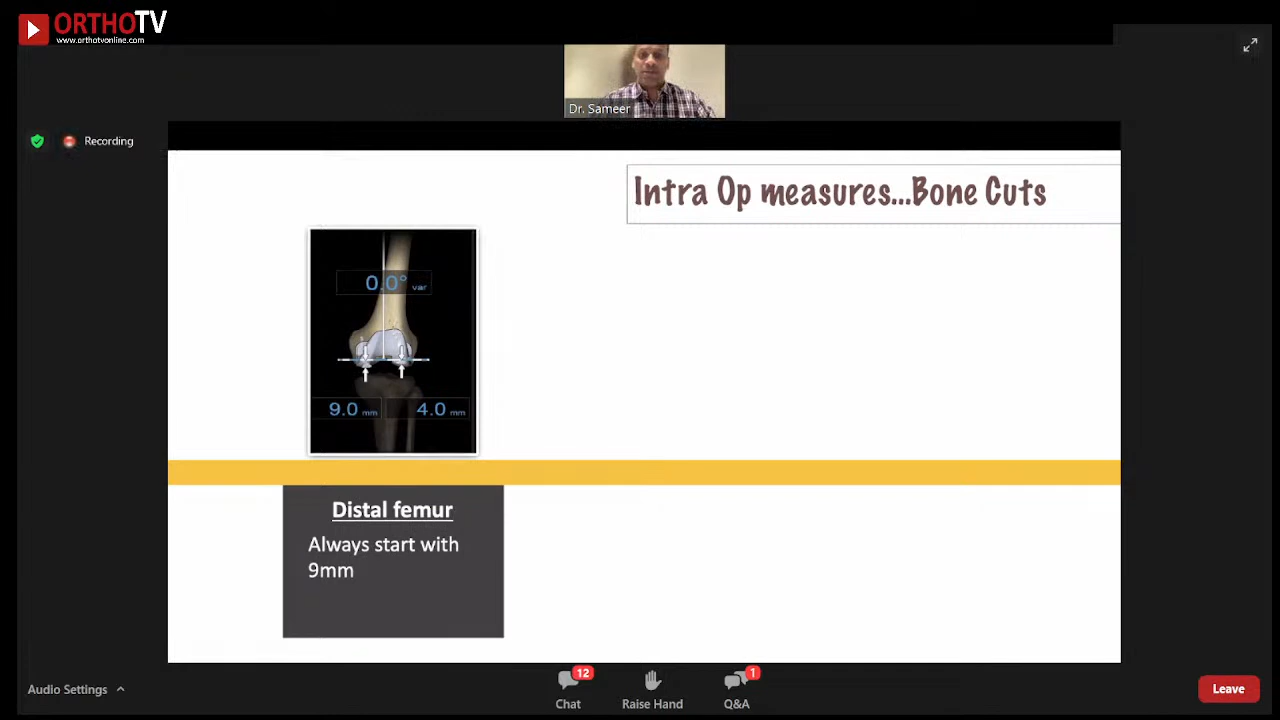 ORTHOTV
www.orthotvonline.com
Dr. Sameer
Recording
Intra Op measures...Bone Cuts
0.0° var
9.0 mm 4.0 mm
Distal femur
Always start with
9mm
Audio Settings
12
Chat
Raise Hand
1
Q&A
Leave